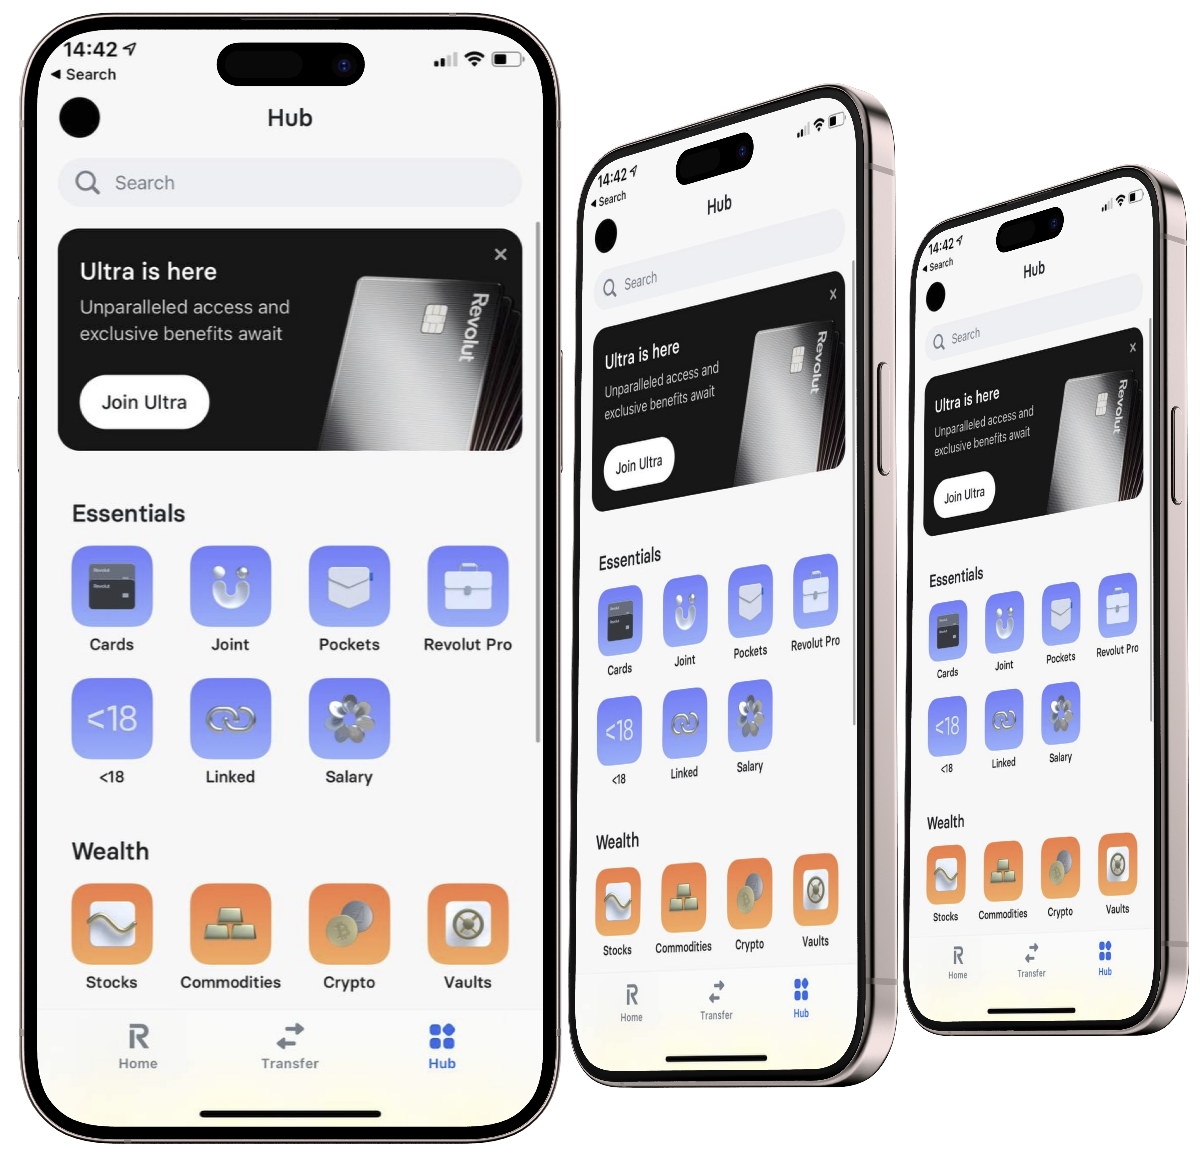 14:42
Search
Hub
Search
Ultra is here
Unparalleled access and
exclusive benefits await
Join Ultra
Revolut
Essentials
Revolut
Revolut
Cards
Joint
Pockets
Revolut Pro
<18
<18
Linked
Salary
Wealth
Stocks
Commodities
Crypto
Vaults
Home
Transfer
Hub
14:42
Search
Hub
Search
Ultra is here
Unparalleled access and
exclusive benefits await
Join Ultra
Revolut
Essentials
Cards
Joint
Pockets
Revolut Pro
<18
<18
Linked
Salary
Wealth
Stocks
Commodities
Crypto
Vaults
Home
Transfer
Hub
14:42
Search
Hub
Search
Ultra is here
Unparalleled access and
exclusive benefits await
Join Ultra
Revolut
Essentials
Cards
Joint
Pockets
Revolut Pro
<18
<18
Linked
Salary
Wealth
Stocks
Commodities
Crypto
Vaults
Home
Transfer
Hub